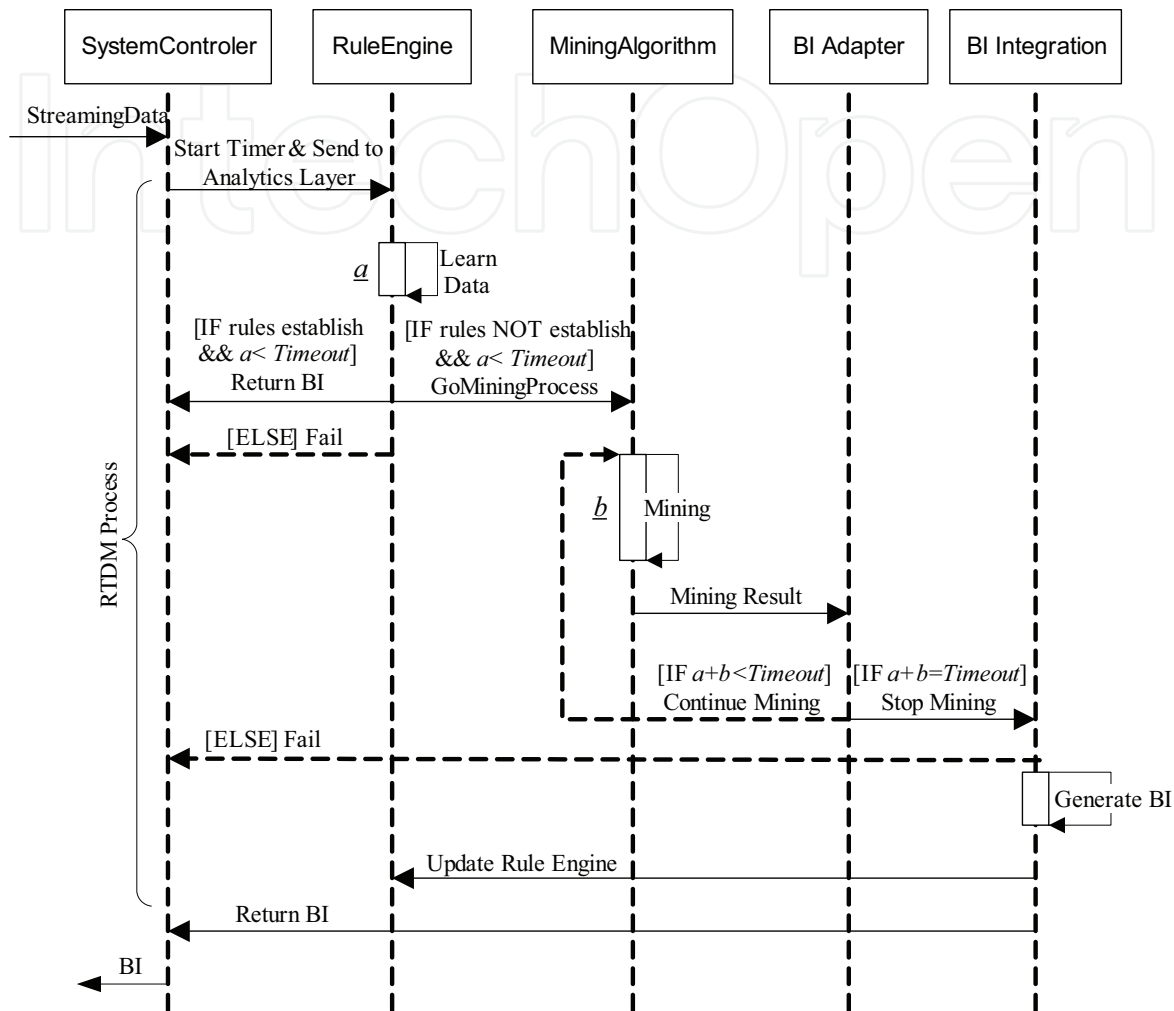 SystemControler
RuleEngine
MiningAlgorithm
BI Adapter
BI Integration
IntechOpen
StreamingData
Start Timer & Send to
Analytics Layer
a
Learn
Data
[IF rules establish
&& a< Timeout]
Return BI
[IF rules NOT establish
&& a< Timeout]
GoMiningProcess
[ELSE] Fail
RTDM Process
b
Mining
Mining Result
[IF a+b<Timeout]
Continue Mining
[IF a+b=Timeout]
Stop Mining
[ELSE] Fail
Generate BI
Update Rule Engine
Return BI
BI